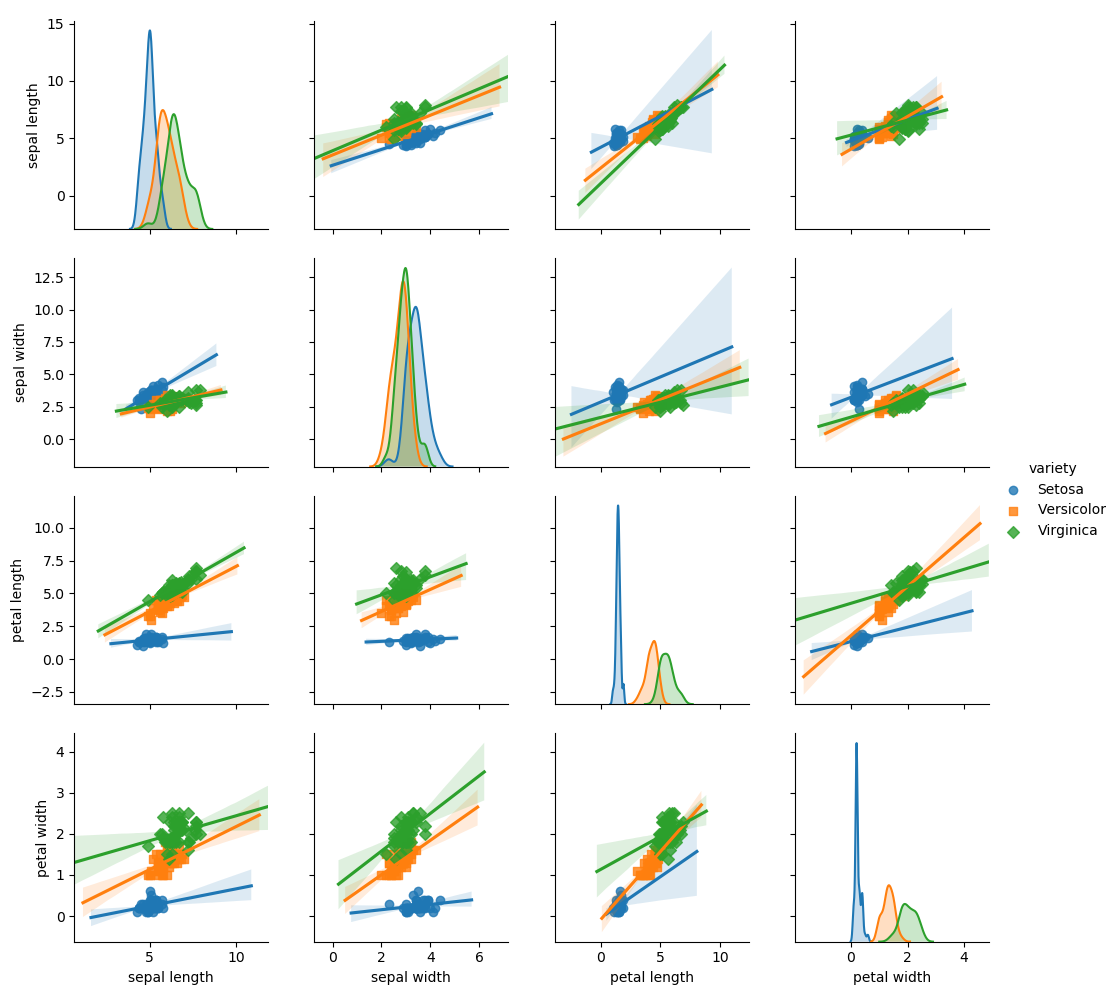 15
10
5
0
sepal length
12.5
10.0
7.5
5.0
2.5
0.0
sepal width
variety
Setosa
Versicolor
Virginica
10.0
7.5
5.0
2.5
0.0
−2.5
petal length
4
3
2
1
0
petal width
5 10
sepal length
0 2 4 6
sepal width
0 5 10
petal length
0 2 4
petal width